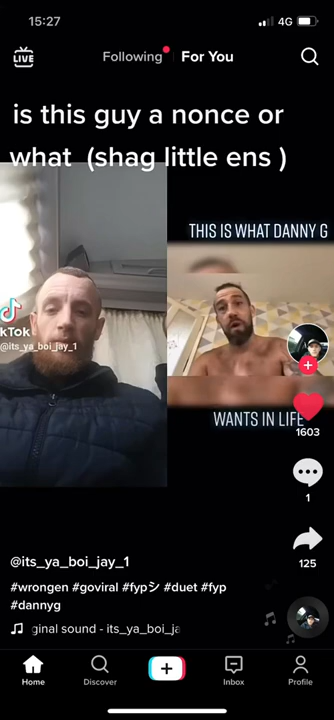 15:27
4G
LIVE
Following
For You
is this guy a nonce or
what (shag little ens )
THIS IS WHAT DANNY G
kTok
@its_ya_boi_jay_1
WANTS IN LIFE
1603
1
125
@its_ya_boi_jay_1
#wrongen #goviral #fypシ #duet #fyp
#dannyg
ginal sound - its_ya_boi_ja
Home
Discover
Inbox
Profile